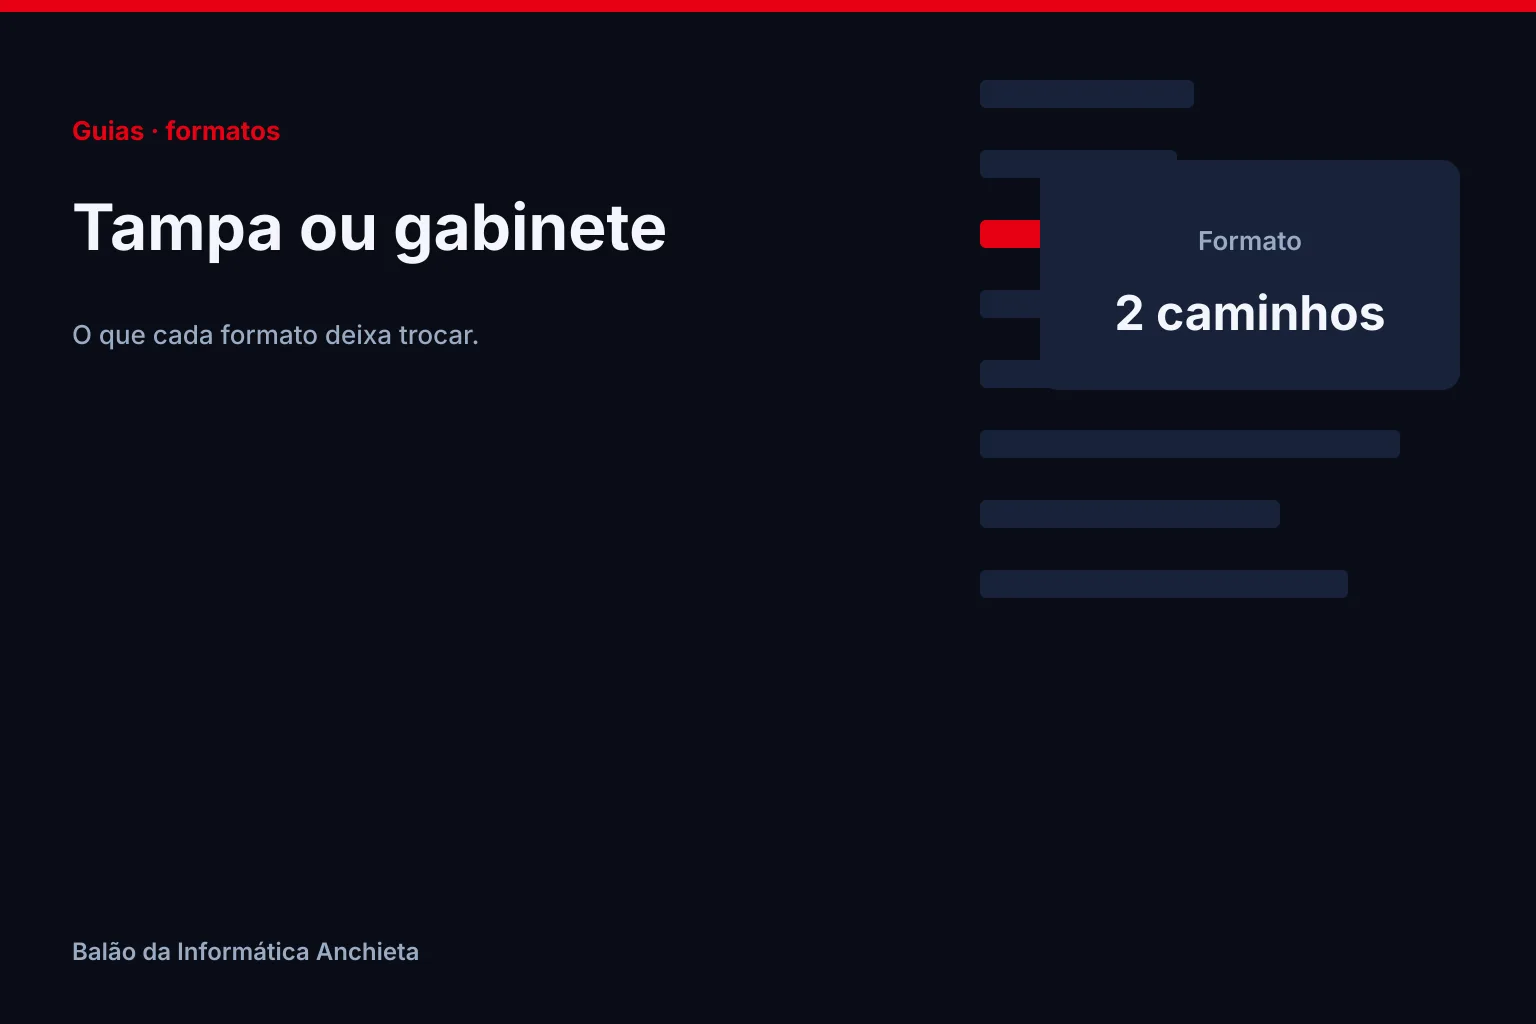 Guias · formatos
Tampa ou gabinete
O que cada formato deixa trocar.
Formato
2 caminhos
Balão da Informática Anchieta